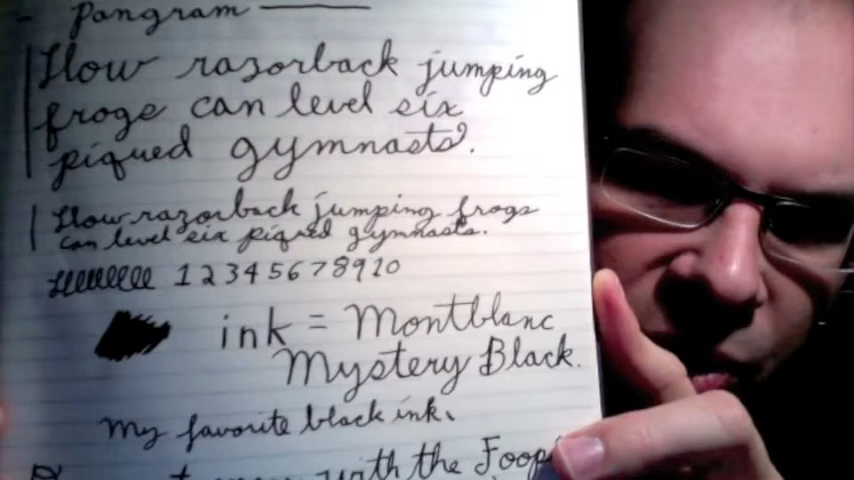 - Pangram
How razorback jumping
frogs can level six
piqued gymnasts?.
How razorback jumping frogs
can level six piqued gymnasts.
1 2 3 4 5 6 7 8 9 10
ink = Montblanc
Mystery Black.
My favorite black ink.
with the Foop